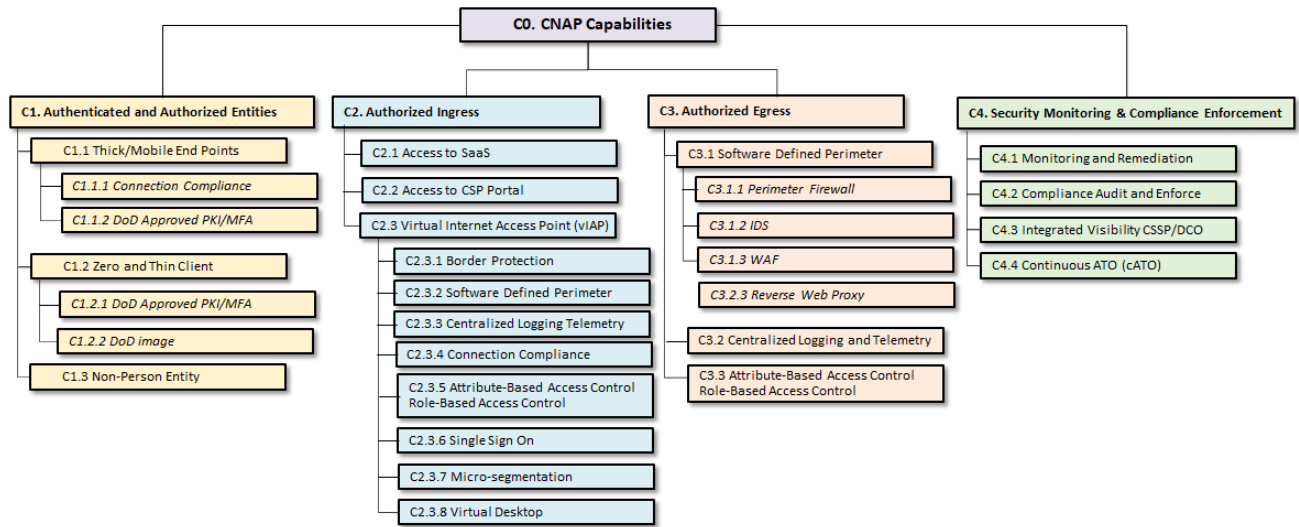 C0. CNAP Capabilities
C1. Authenticated and Authorized Entities
C1.1 Thick/Mobile End Points
C1.1.1 Connection Compliance
C1.1.2 DoD Approved PKI/MFA
C1.2 Zero and Thin Client
C1.2.1 DoD Approved PKI/MFA
C1.2.2 DoD image
C1.3 Non-Person Entity
C2. Authorized Ingress
C2.1 Access to SaaS
C2.2 Access to CSP Portal
C2.3 Virtual Internet Access Point (vIAP)
C2.3.1 Border Protection
C2.3.2 Software Defined Perimeter
C2.3.3 Centralized Logging Telemetry
C2.3.4 Connection Compliance
C2.3.5 Attribute-Based Access Control
Role-Based Access Control
C2.3.6 Single Sign On
C2.3.7 Micro-segmentation
C2.3.8 Virtual Desktop
C3. Authorized Egress
C3.1 Software Defined Perimeter
C3.1.1 Perimeter Firewall
C3.1.2 IDS
C3.1.3 WAF
C3.2.3 Reverse Web Proxy
C3.2 Centralized Logging and Telemetry
C3.3 Attribute-Based Access Control
Role-Based Access Control
C4. Security Monitoring & Compliance Enforcement
C4.1 Monitoring and Remediation
C4.2 Compliance Audit and Enforce
C4.3 Integrated Visibility CSSP/DCO
C4.4 Continuous ATO (cATO)